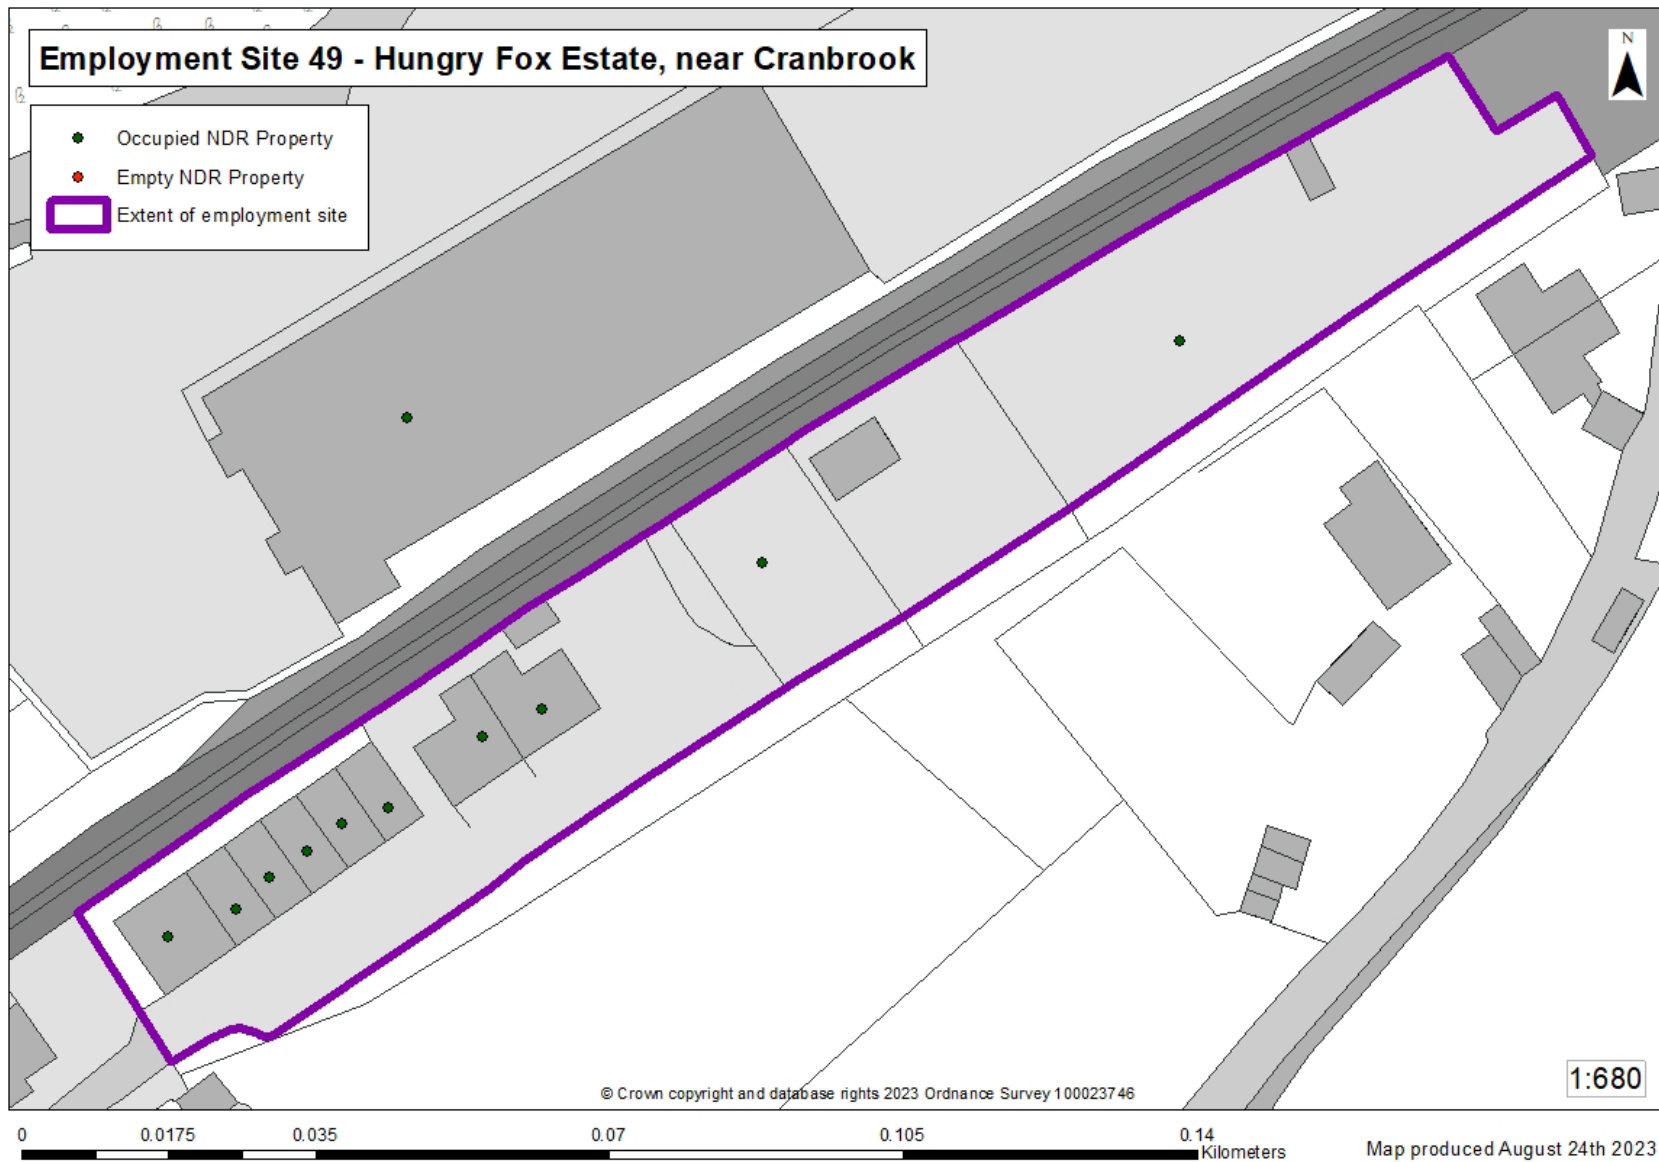 Employment Site 49 - Hungry Fox Estate, near Cranbrook
N
Occupied NDR Property
Empty NDR Property
Extent of employment site
© Crown copyright and database rights 2023 Ordnance Survey 100023746
1:680
0 0.0175 0.035 0.07 0.105 0.14
Kilometers
Map produced August 24th 2023